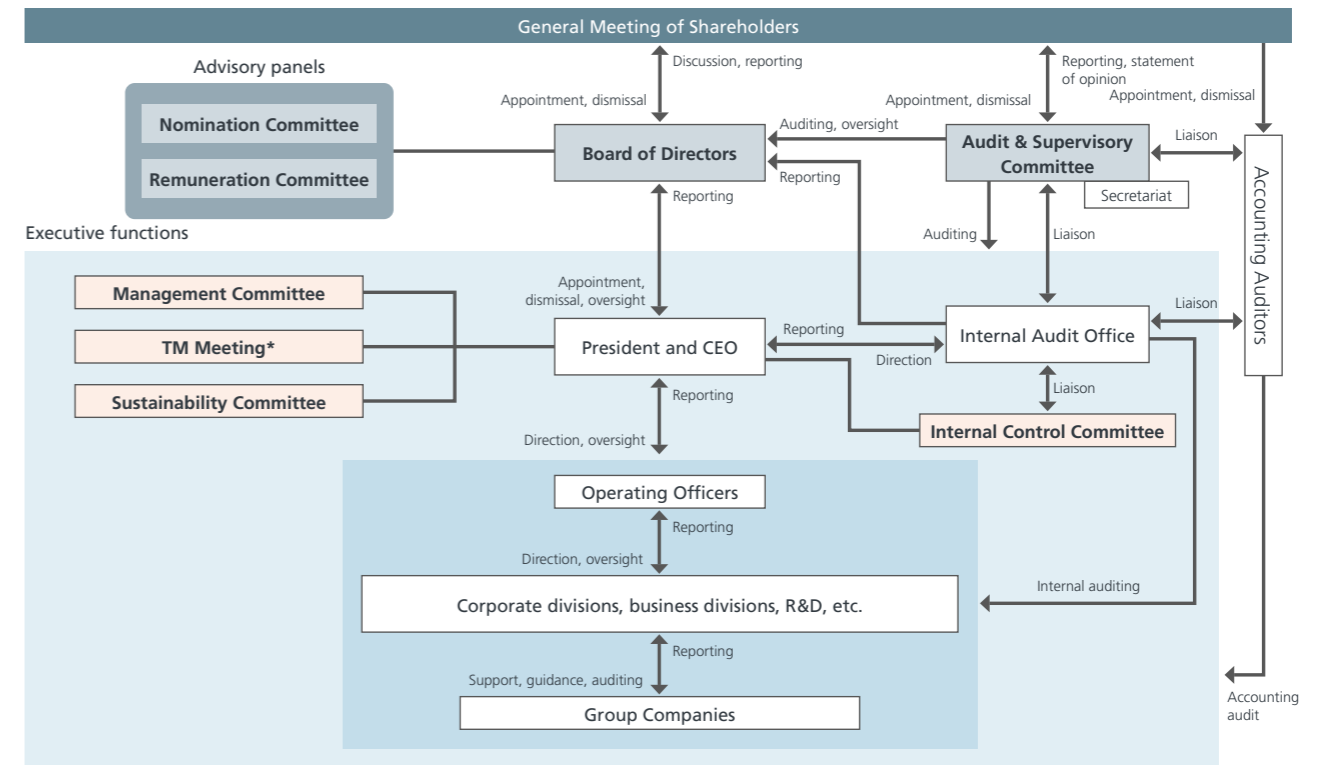 General Meeting of Shareholders
Advisory panels
Nomination Committee
Remuneration Committee
Discussion, reporting
Appointment, dismissal
Reporting, statement
of opinion
Appointment, dismissal
Appointment, dismissal
Board of Directors
Auditing, oversight
Reporting
Audit & Supervisory
Committee
Secretariat
Liaison
Accounting Auditors
Reporting
Auditing
Liaison
Executive functions
Management Committee
TM Meeting*
Sustainability Committee
Appointment,
dismissal, oversight
President and CEO
Reporting
Direction
Internal Audit Office
Liaison
Liaison
Internal Control Committee
Reporting
Direction, oversight
Operating Officers
Reporting
Direction, oversight
Corporate divisions, business divisions, R&D, etc.
Internal auditing
Reporting
Support, guidance, auditing
Group Companies
Accounting
audit